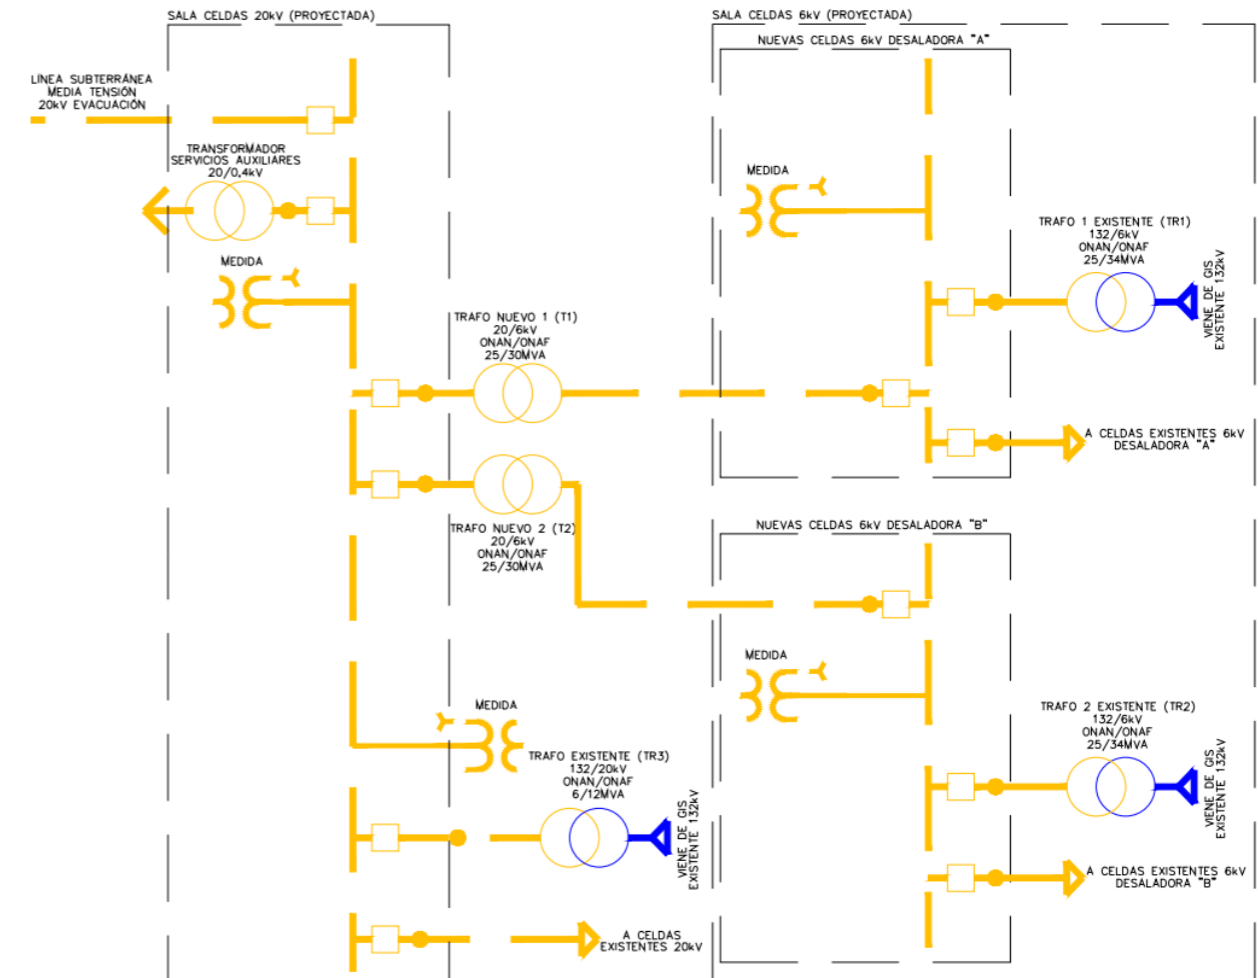 SALA CELDAS 20kV (PROYECTADA)
LÍNEA SUBTERRÁNEA
MEDIA TENSIÓN
20kV EVACUACIÓN
TRANSFORMADOR
SERVICIOS AUXILIARES
20/0,4kV
MEDIDA
TRAFO NUEVO 1 (T1)
20/6kV
ONAN/ONAF
25/30MVA
TRAFO NUEVO 2 (T2)
20/6kV
ONAN/ONAF
25/30MVA
MEDIDA
TRAFO EXISTENTE (TR3)
132/20kV
ONAN/ONAF
6/12MVA
VIENE DE GIS
EXISTENTE 132kV
A CELDAS
EXISTENTES 20kV
SALA CELDAS 6kV (PROYECTADA)
NUEVAS CELDAS 6kV DESALADORA "A"
MEDIDA
TRAFO 1 EXISTENTE (TR1)
132/6kV
ONAN/ONAF
25/34MVA
VIENE DE GIS
EXISTENTE 132kV
A CELDAS EXISTENTES 6kV
DESALADORA "A"
NUEVAS CELDAS 6kV DESALADORA "B"
MEDIDA
TRAFO 2 EXISTENTE (TR2)
132/6kV
ONAN/ONAF
25/34MVA
VIENE DE GIS
EXISTENTE 132kV
A CELDAS EXISTENTES 6kV
DESALADORA "B"